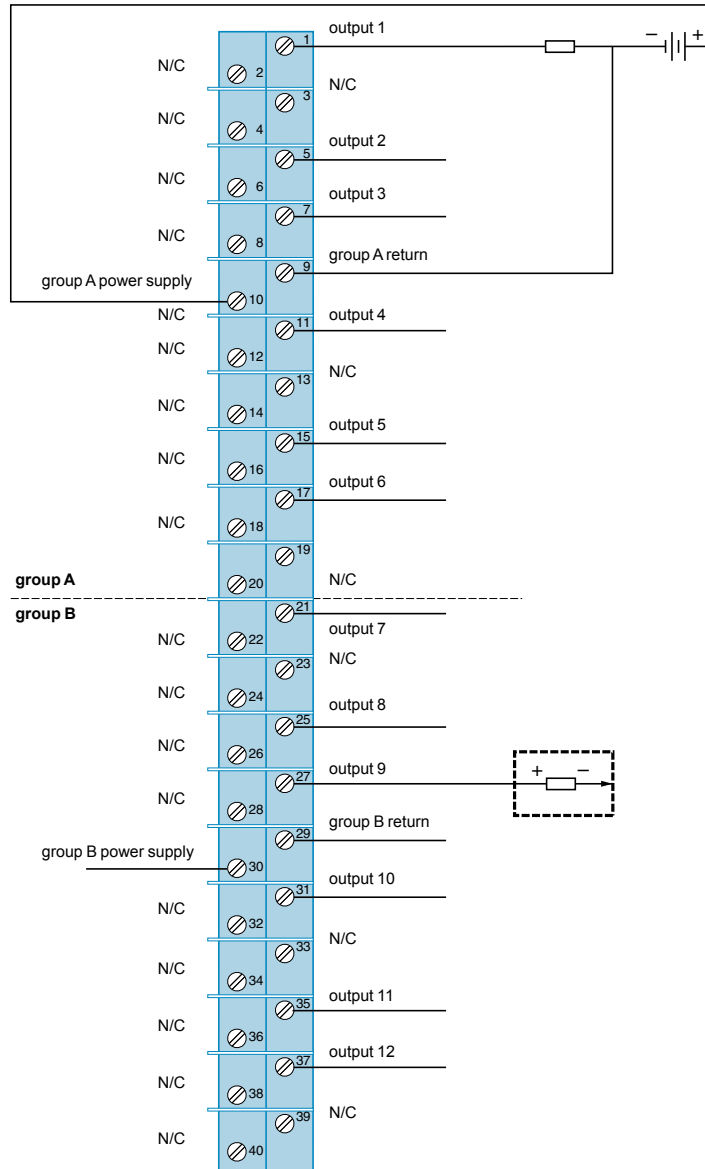 output 1
1
− +
N/C
2
N/C
3
N/C
4
output 2
5
N/C
6
output 3
7
N/C
8
group A return
9
group A power supply
10
N/C
output 4
11
N/C
12
N/C
13
N/C
14
output 5
15
N/C
16
output 6
17
N/C
18
19
group A
20
N/C
group B
21
output 7
N/C
22
N/C
23
N/C
24
output 8
25
N/C
26
output 9
27
+ −
N/C
28
group B return
29
group B power supply
30
output 10
31
N/C
32
N/C
33
N/C
34
output 11
35
N/C
36
output 12
37
N/C
38
N/C
39
N/C
40